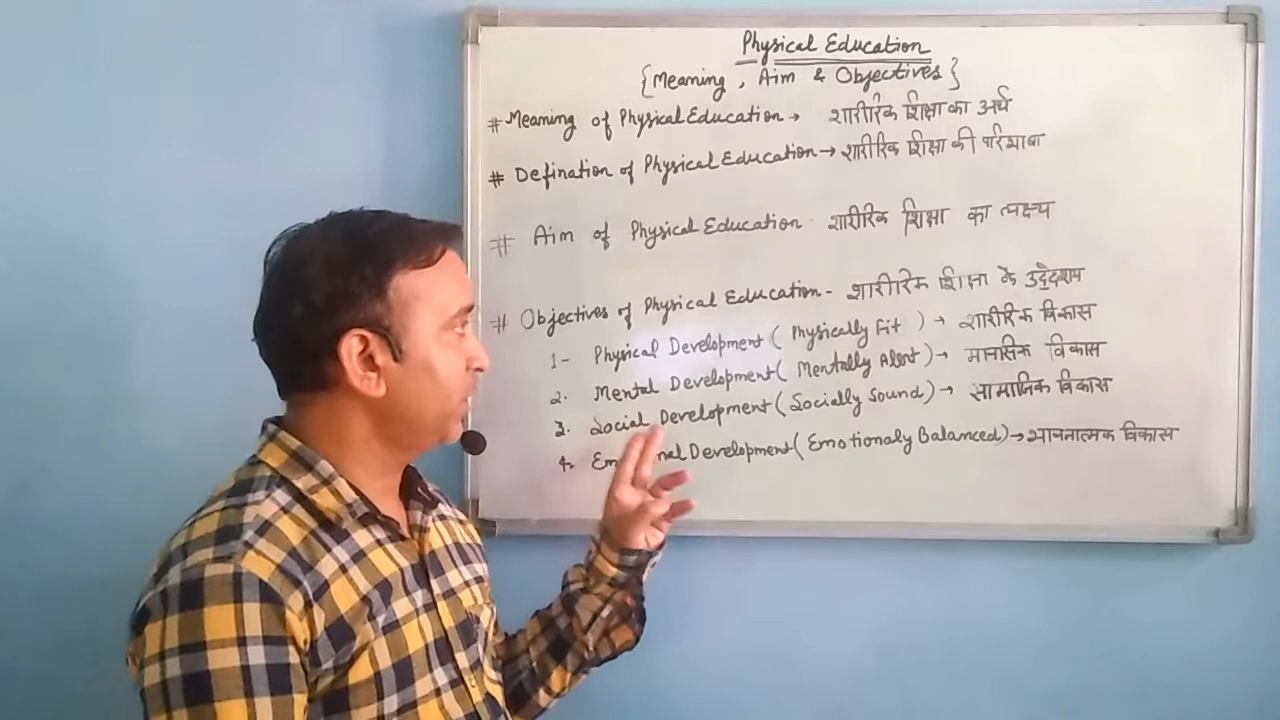 Physical Education
{Meaning, Aim & Objectives}
# Meaning of Physical Education → शारीरिक शिक्षा का अर्थ
# Defination of Physical Education → शारीरिक शिक्षा की परिभाषा
# Aim of Physical Education - शारीरिक शिक्षा का लक्ष्य
# Objectives of Physical Education - शारीरिक शिक्षा के उद्देश्य
1- Physical Development (Physically Fit) → शारीरिक विकास
2. Mental Development (Mentally Alert) → मानसिक विकास
3. Social Development (Socially Sound) → सामाजिक विकास
4. Development (Emotionaly Balanced) → भावनात्मक विकास